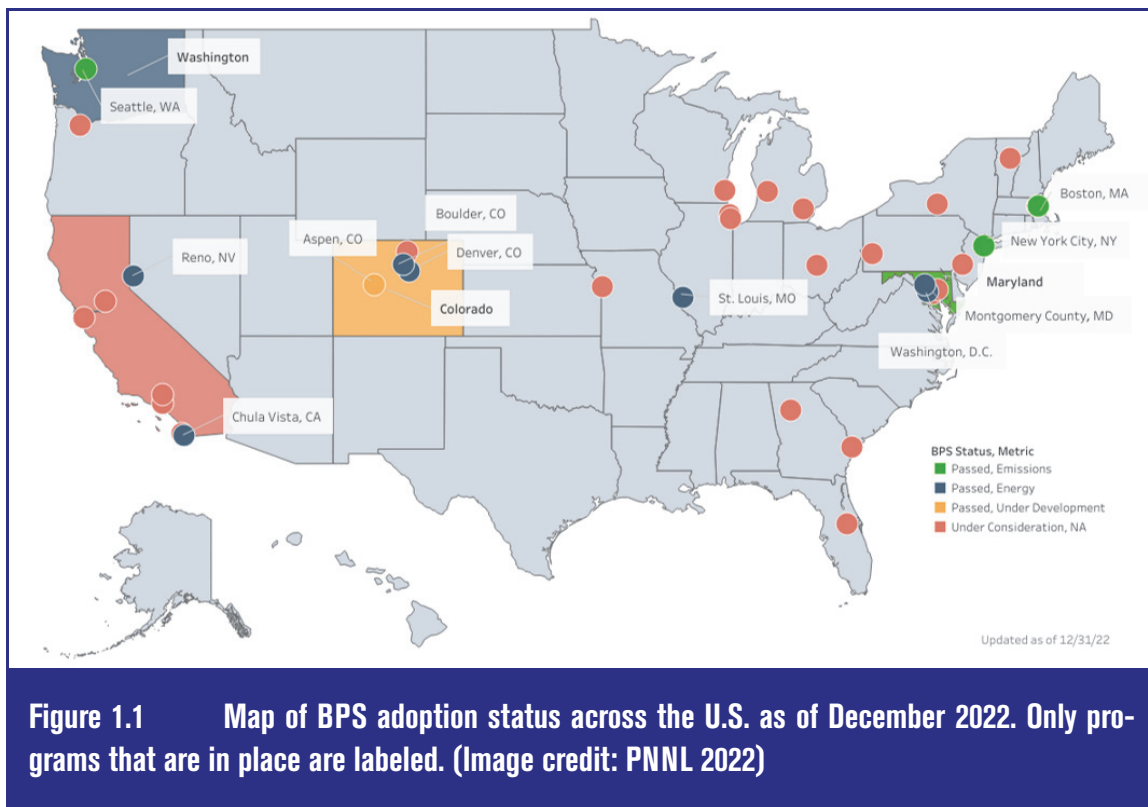 Washington
Seattle, WA
Boulder, CO
Aspen, CO
Denver, CO
Reno, NV
Colorado
St. Louis, MO
Chula Vista, CA
Boston, MA
New York City, NY
Maryland
Montgomery County, MD
Washington, D.C.
BPS Status, Metric
Passed, Emissions
Passed, Energy
Passed, Under Development
Under Consideration, NA
Updated as of 12/31/22
Figure 1.1 Map of BPS adoption status across the U.S. as of December 2022. Only pro-
grams that are in place are labeled. (Image credit: PNNL 2022)